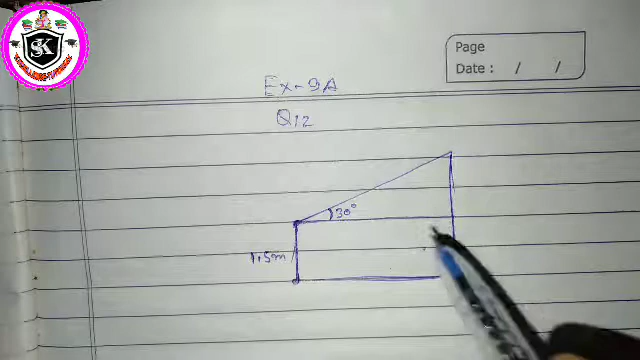 SK
Page
Date : / /
Ex-9A
Q12
30°
1.5m